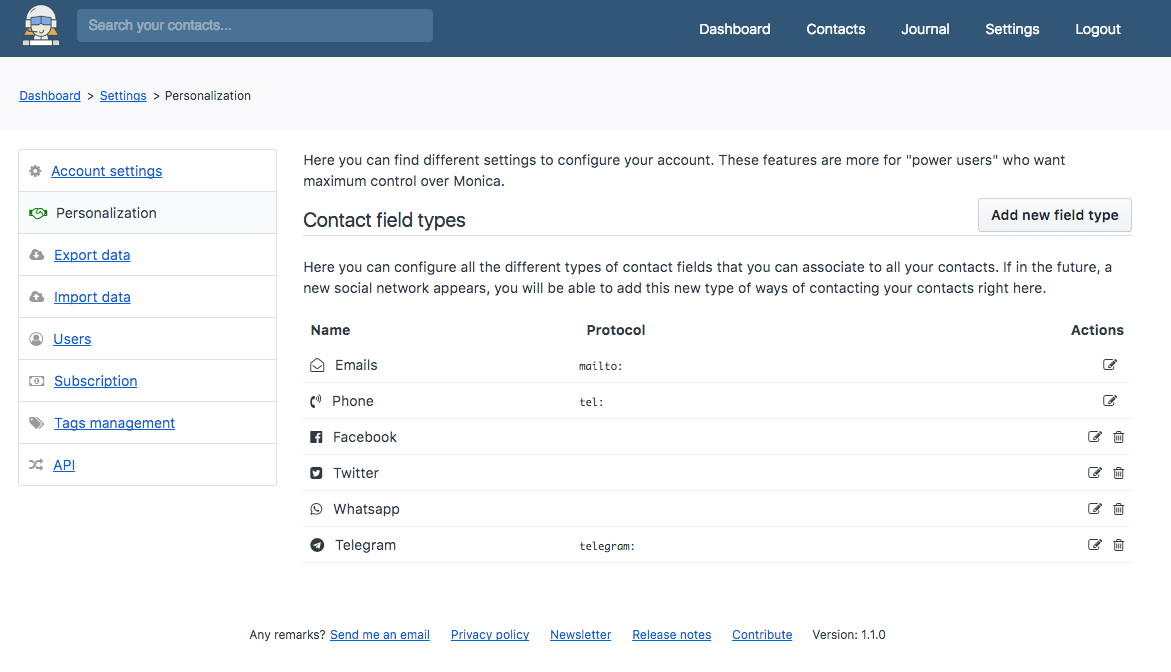 Search your contacts...
Dashboard Contacts Journal Settings Logout
Dashboard > Settings > Personalization
Account settings
Personalization
Export data
Import data
Users
Subscription
Tags management
API
Here you can find different settings to configure your account. These features are more for "power users" who want
maximum control over Monica.
Contact field types
Add new field type
Here you can configure all the different types of contact fields that you can associate to all your contacts. If in the future, a
new social network appears, you will be able to add this new type of ways of contacting your contacts right here.
Name Protocol Actions
Emails mailto:
Phone tel:
Facebook
Twitter
Whatsapp
Telegram telegram:
Any remarks? Send me an email Privacy policy Newsletter Release notes Contribute Version: 1.1.0